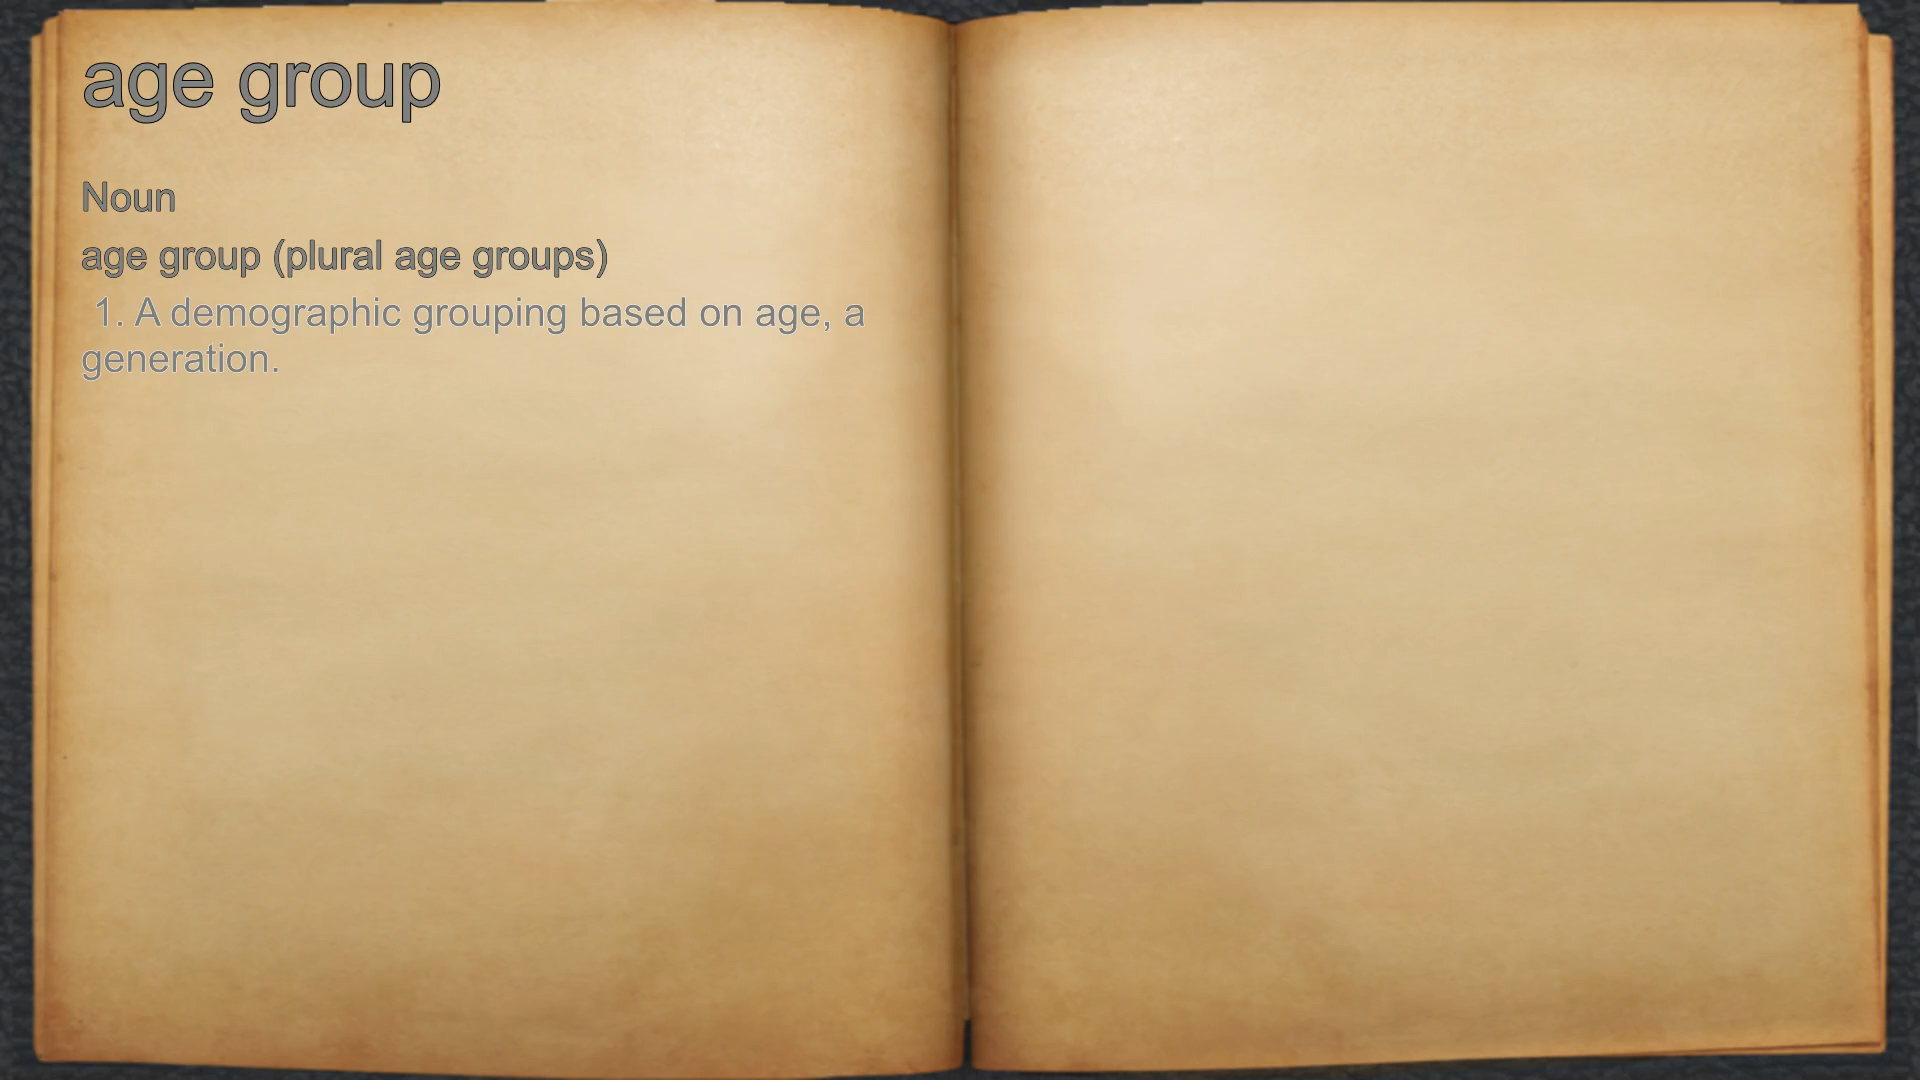 age group
Noun
age group (plural age groups)
1. A demographic grouping based on age, a
generation.